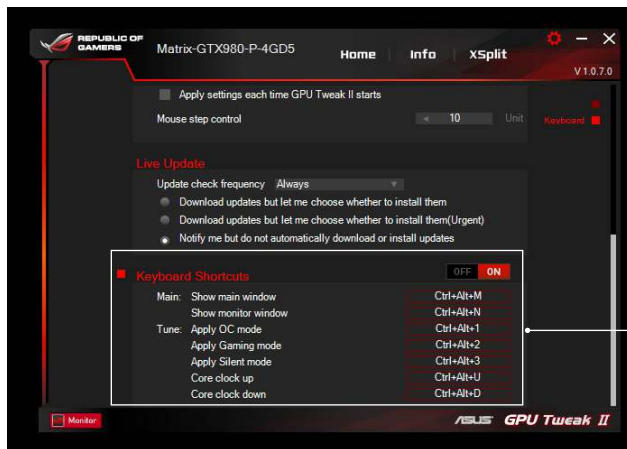 REPUBLIC OF
GAMERS
Matrix-GTX980-P-4GD5
Home Info XSplit
V1.0.7.0
Apply settings each time GPU Tweak II starts
Mouse step control 10 Unit
Keyboard
Live Update
Update check frequency Always
Download updates but let me choose whether to install them
Download updates but let me choose whether to install them(Urgent)
Notify me but do not automatically download or install updates
Keyboard Shortcuts OFF ON
Main: Show main window Ctrl+Alt+M
Show monitor window Ctrl+Alt+N
Tune: Apply OC mode Ctrl+Alt+1
Apply Gaming mode Ctrl+Alt+2
Apply Silent mode Ctrl+Alt+3
Core clock up Ctrl+Alt+U
Core clock down Ctrl+Alt+D
Monitor
ASUS GPU Tweak II